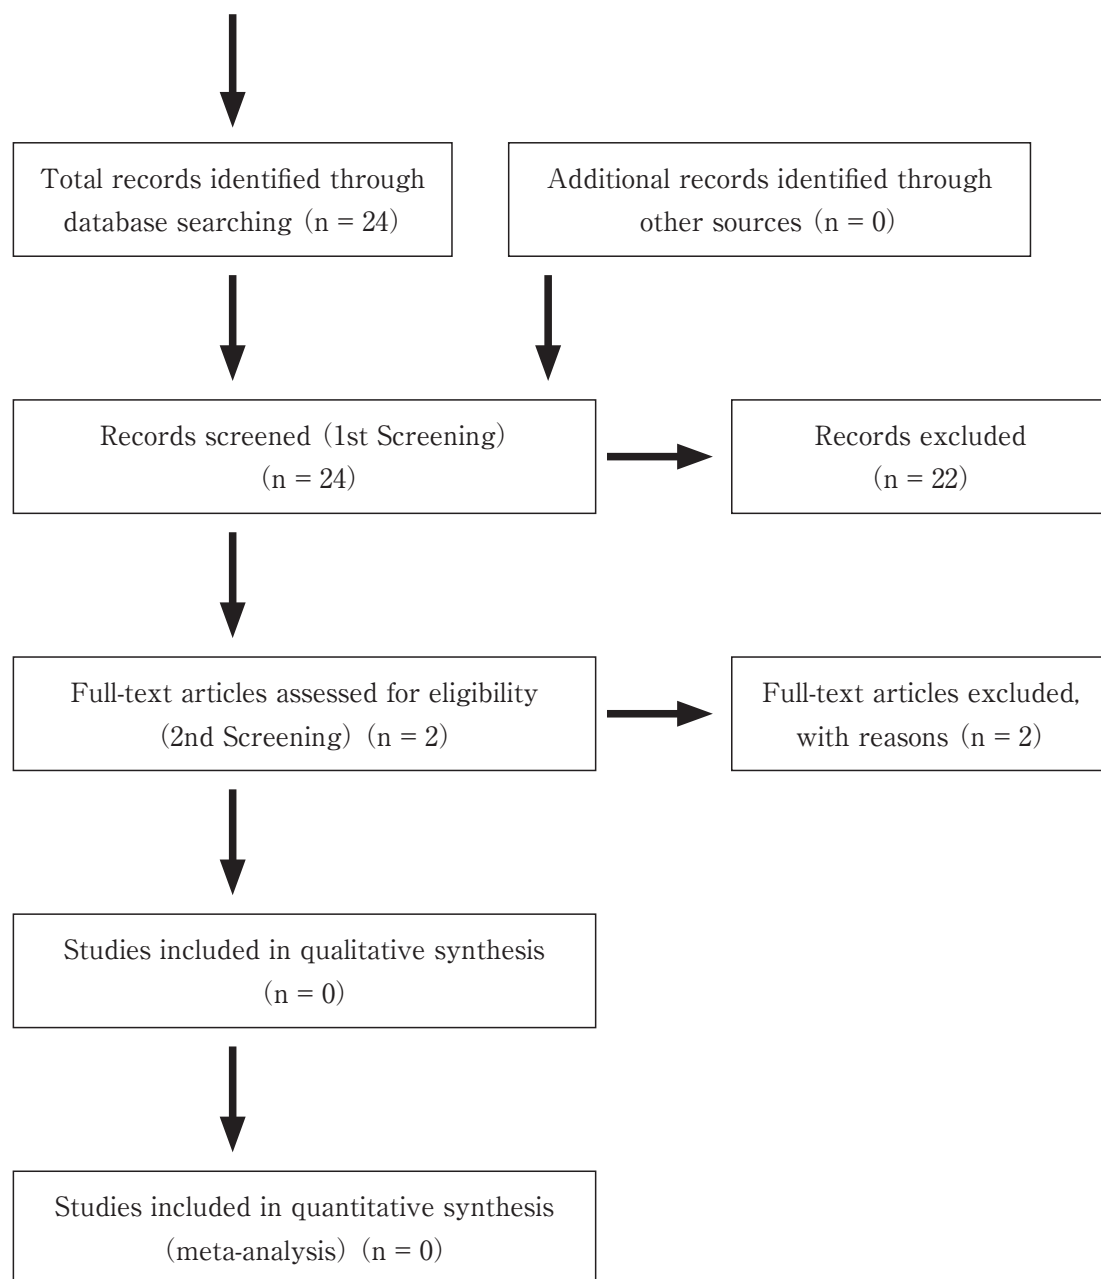 Total records identified through
database searching (n = 24)
Additional records identified through
other sources (n = 0)
Records screened (1st Screening)
(n = 24)
Records excluded
(n = 22)
Full-text articles assessed for eligibility
(2nd Screening) (n = 2)
Full-text articles excluded,
with reasons (n = 2)
Studies included in qualitative synthesis
(n = 0)
Studies included in quantitative synthesis
(meta-analysis) (n = 0)